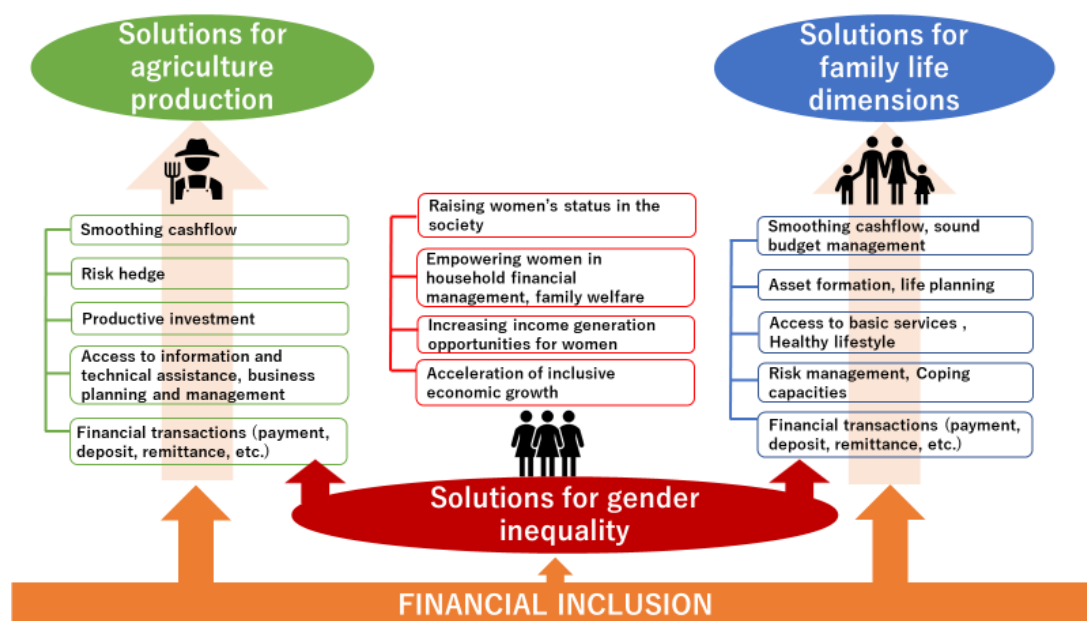 Solutions for
agriculture
production
Solutions for
family life
dimensions
Smoothing cashflow
Risk hedge
Productive investment
Access to information and
technical assistance, business
planning and management
Financial transactions (payment,
deposit, remittance, etc.)
Raising women's status in the
society
Empowering women in
household financial
management, family welfare
Increasing income generation
opportunities for women
Acceleration of inclusive
economic growth
Smoothing cashflow, sound
budget management
Asset formation, life planning
Access to basic services ,
Healthy lifestyle
Risk management, Coping
capacities
Financial transactions (payment,
deposit, remittance, etc.)
Solutions for gender
inequality
FINANCIAL INCLUSION